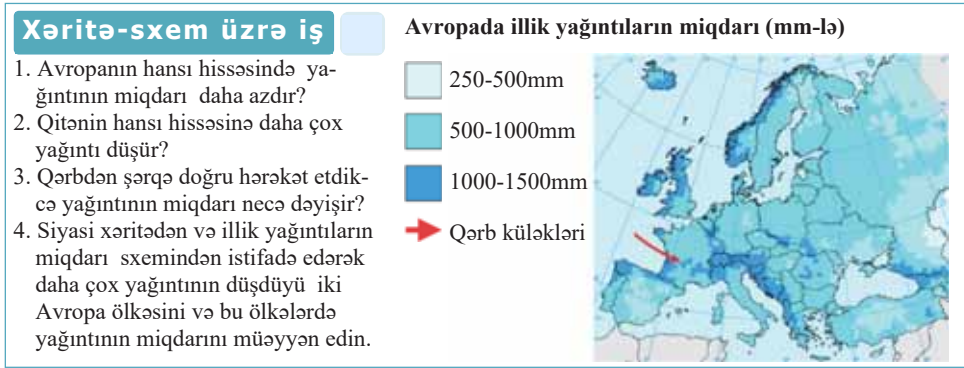 Xəritə-sxem üzrə iş
1. Avropanın hansı hissəsində ya-
ğıntının miqdarı daha azdır?
2. Qitənin hansı hissəsinə daha çox
yağıntı düşür?
3. Qərbdən şərqə doğru hərəkət etdik-
cə yağıntının miqdarı necə dəyişir?
4. Siyasi xəritədən və illik yağıntıların
miqdarı sxemindən istifadə edərək
daha çox yağıntının düşdüyü iki
Avropa ölkəsini və bu ölkələrdə
yağıntının miqdarını müəyyən edin.
Avropada illik yağıntıların miqdarı (mm-lə)
250-500mm
500-1000mm
1000-1500mm
Qərb küləkləri